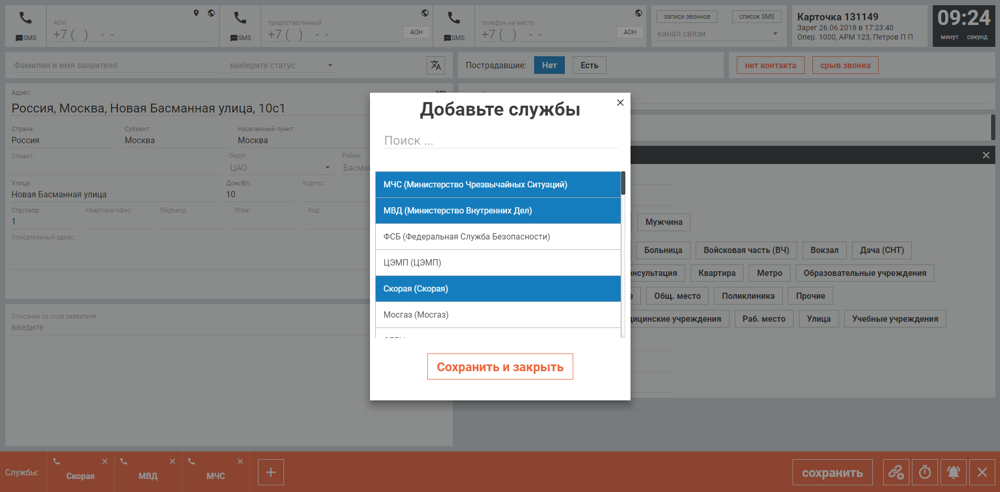 АОН
+7 (   )   -  -
SMS
предоставленный
+7 (   )   -  -
АОН
SMS
телефон на место
+7 (   )   -  -
АОН
SMS
записи звонков
список SMS
канал связи
Карточка 131149
Зарег 26.06.2018 в 17:23:40
Опер. 1000, АРМ 123, Петров П П
09:24
минут секунд
Фамилия и имя заявителя
выберите статус
Пострадавшие:
Нет
Есть
нет контакта
срыв звонка
Адрес:
Россия, Москва, Новая Басманная улица, 10с1
Страна:
Россия
Субъект:
Москва
Населенный пункт:
Москва
Объект:
Округ:
ЦАО
Район:
Улица:
Новая Басманная улица
Дом/Вл:
10
Корпус:
Стр/соор:
1
Квартира/офис:
Подъезд:
Этаж:
Код:
Описательный адрес:
Описание со слов заявителя
введите
Добавьте службы
Поиск ...
МЧС (Министерство Чрезвычайных Ситуаций)
МВД (Министерство Внутренних Дел)
ФСБ (Федеральная Служба Безопасности)
ЦЭМП (ЦЭМП)
Скорая (Скорая)
Мосгаз (Мосгаз)
Сохранить и закрыть
Мужчина
Больница
Войсковая часть (ВЧ)
Вокзал
Дача (СНТ)
Квартира
Метро
Образовательные учреждения
Общ. место
Поликлиника
Прочие
учреждения
Раб. место
Улица
Учебные учреждения
Службы:
Скорая
МВД
МЧС
сохранить